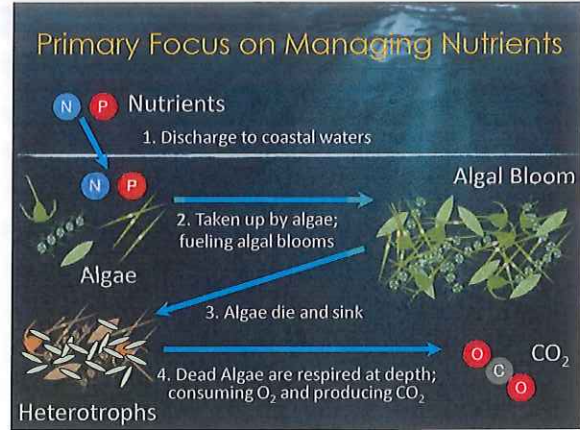 Primary Focus on Managing Nutrients
N P Nutrients
1. Discharge to coastal waters
N P
Algal Bloom
2. Taken up by algae;
fueling algal blooms
Algae
3. Algae die and sink
O C O CO₂
4. Dead Algae are respired at depth;
consuming O₂ and producing CO₂
Heterotrophs